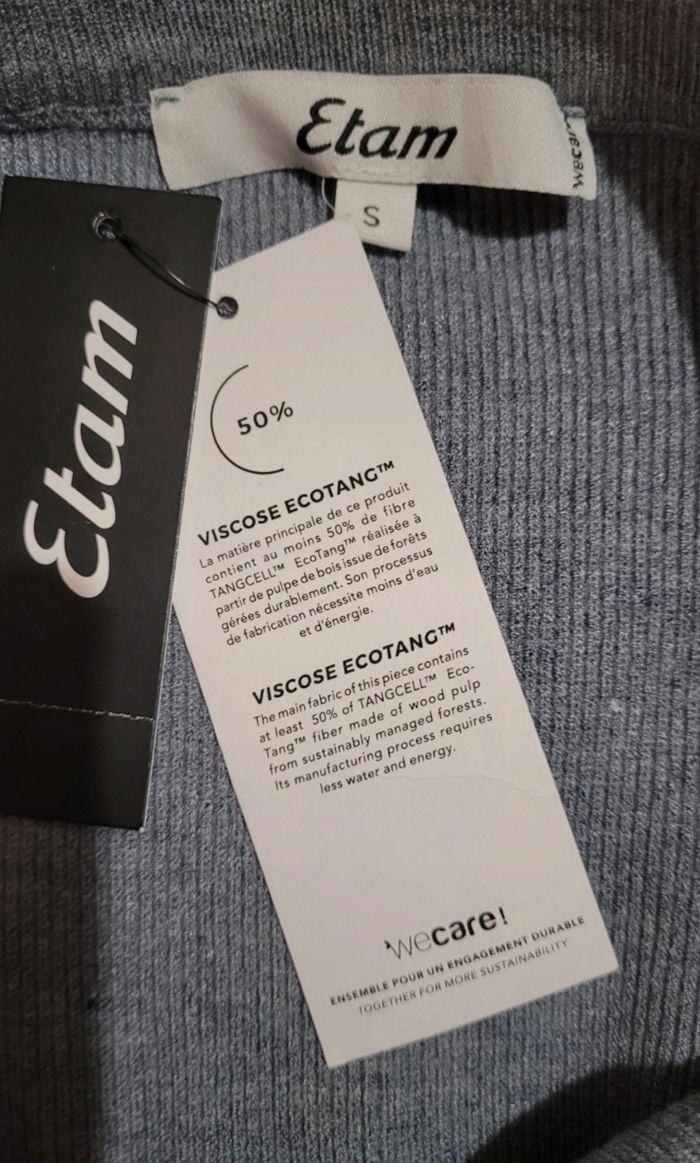 Etam
wecare
S
Etam
50%
VISCOSE ECOTANG™
La matière principale de ce produit
contient au moins 50% de fibre
TANGCELL™ EcoTang™ réalisée à
partir de pulpe de bois issue de forêts
gérées durablement. Son processus
de fabrication nécessite moins d'eau
et d'énergie.
VISCOSE ECOTANG™
The main fabric of this piece contains
at least 50% of TANGCELL™ Eco-
Tang™ fiber made of wood pulp
from sustainably managed forests.
Its manufacturing process requires
less water and energy.
wecare!
ENSEMBLE POUR UN ENGAGEMENT DURABLE
TOGETHER FOR MORE SUSTAINABILITY